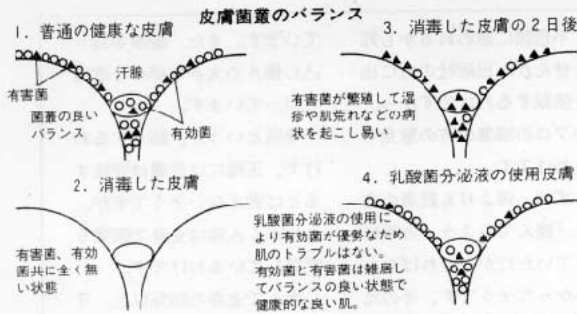 皮膚菌叢のバランス
1．普通の健康な皮膚
汗腺
有害菌
菌叢の良い
バランス
有効菌
2．消毒した皮膚
有害菌、有効
菌共に全く無
い状態
3．消毒した皮膚の2日後
有害菌が繁殖して湿
疹や肌荒れなどの病
状を起こし易い
4．乳酸菌分泌液の使用皮膚
乳酸菌分泌液の使用に
より有効菌が優勢なため
肌のトラブルはない。
有効菌と有害菌は雑居し
てバランスの良い状態で
健康的な良い肌。